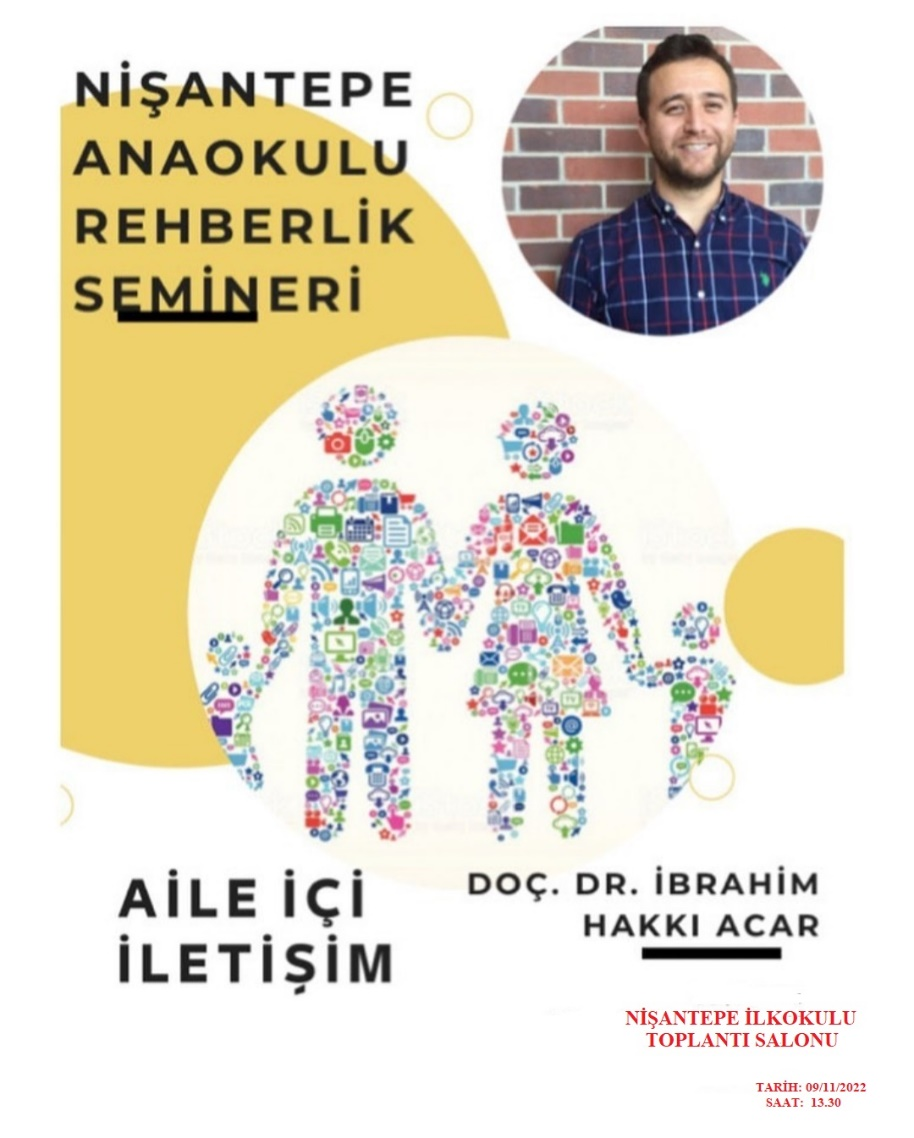 NİŞANTEPE
ANAOKULU
REHBERLİK
SEMİNERİ
AİLE İÇİ
İLETİŞİM
DOÇ. DR. İBRAHİM
HAKKI ACAR
NİŞANTEPE İLKOKULU
TOPLANTI SALONU
TARİH: 09/11/2022
SAAT: 13.30